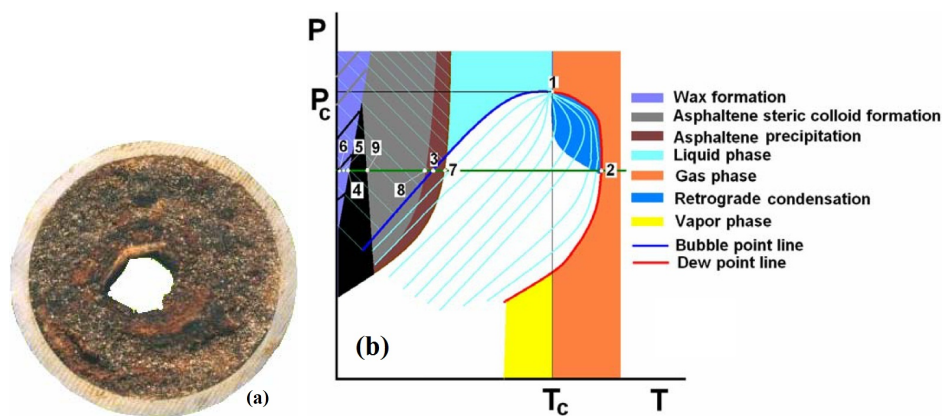 P
Pc
1
6
5
9
3
7
2
4
8
Wax formation
Asphaltene steric colloid formation
Asphaltene precipitation
Liquid phase
Gas phase
Retrograde condensation
Vapor phase
Bubble point line
Dew point line
(b)
(a)
Tc
T